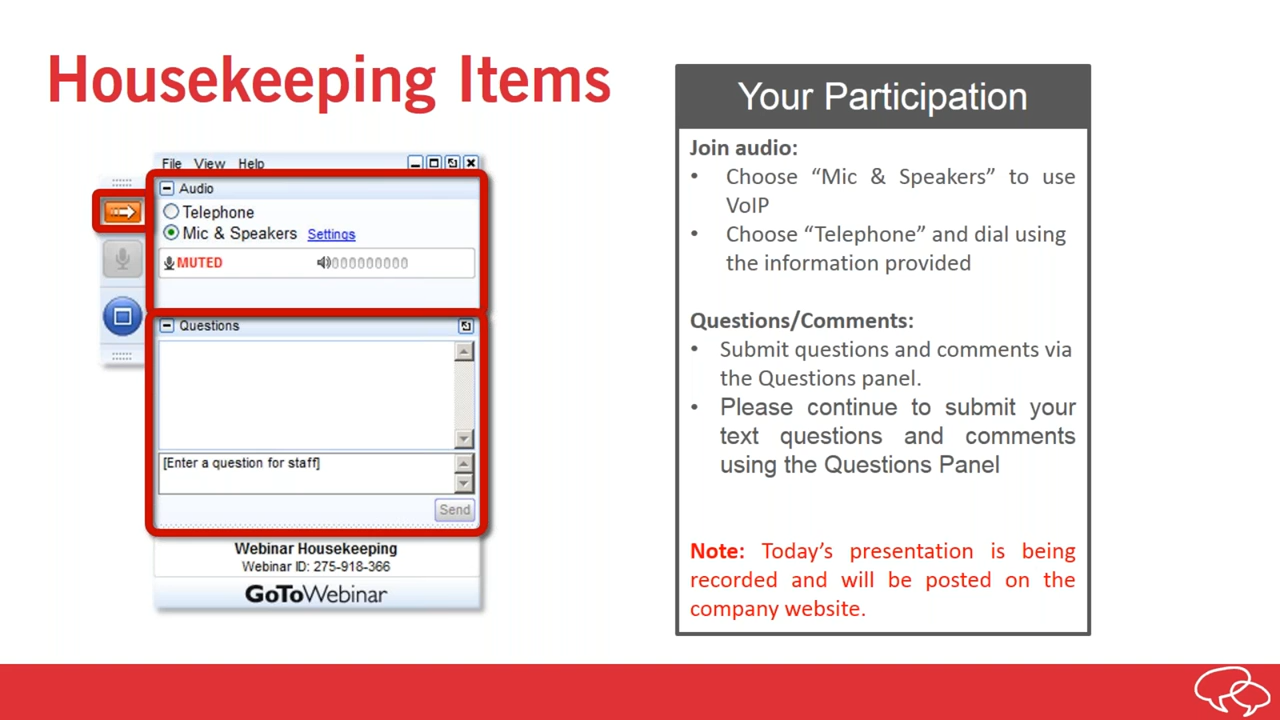 Housekeeping Items
File View Help
Audio
Telephone
Mic & Speakers Settings
MUTED
Questions
[Enter a question for staff]
Send
Webinar Housekeeping
Webinar ID: 275-918-366
GoToWebinar
Your Participation
Join audio:
• Choose “Mic & Speakers” to use
VoIP
• Choose “Telephone” and dial using
the information provided
Questions/Comments:
• Submit questions and comments via
the Questions panel.
• Please continue to submit your
text questions and comments
using the Questions Panel
Note: Today’s presentation is being
recorded and will be posted on the
company website.